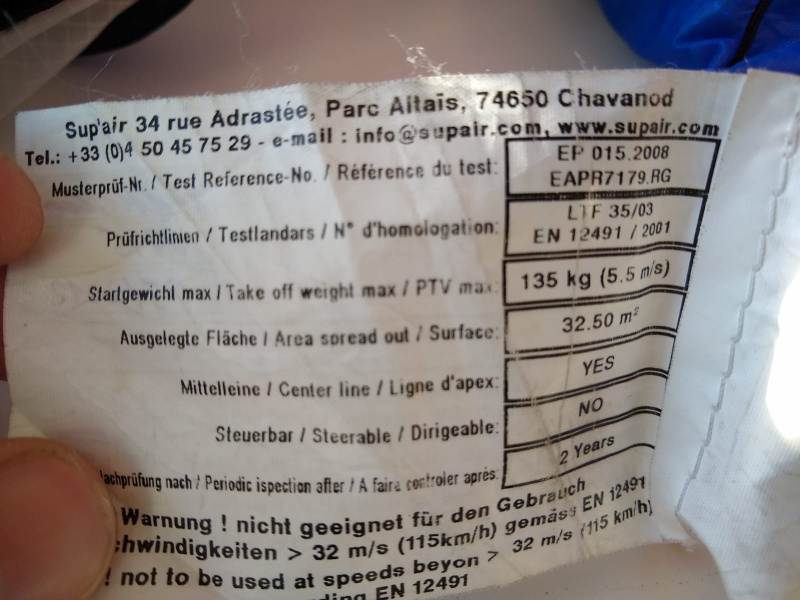 Sup'air 34 rue Adrastée, Parc Altaïs, 74650 Chavanod
Tel.: +33 (0)4 50 45 75 29 - e-mail : info@supair.com, www.supair.com
Musterprüf-Nr. / Test Reference-No. / Référence du test: EP 015.2008
EAPR7179.RG
Prüfrichtlinien / Testlandars / N° d'homologation: LTF 35/03
EN 12491 / 2001
Startgewicht max / Take off weight max / PTV max: 135 kg (5.5 m/s)
Ausgelegte Fläche / Area spread out / Surface: 32.50 m²
Mittelleine / Center line / Ligne d'apex: YES
Steuerbar / Steerable / Dirigeable: NO
achprüfung nach / Periodic ispection after / A faire controler après: 2 Years
Warnung ! nicht geeignet für den Gebrauch
hwindigkeiten > 32 m/s (115km/h) gemäss EN 12491
! not to be used at speeds beyon > 32 m/s (115 km/h)
EN 12491